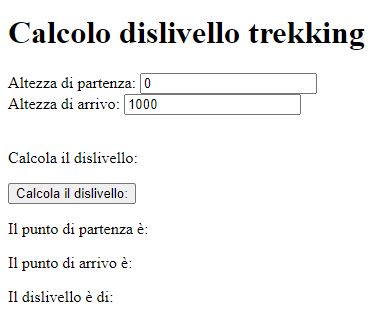 Calcolo dislivello trekking
Altezza di partenza: 0
Altezza di arrivo: 1000
Calcola il dislivello:
Calcola il dislivello:
Il punto di partenza è:
Il punto di arrivo è:
Il dislivello è di: